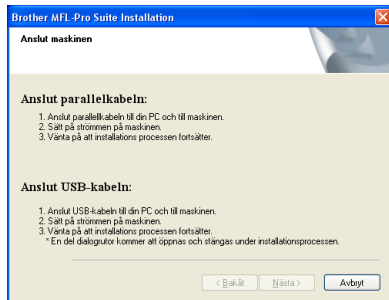 Brother MFL-Pro Suite Installation
Anslut maskinen
Anslut parallelkabeln:
1. Anslut parallellkabeln till din PC och till maskinen.
2. Sätt på strömmen på maskinen.
3. Vänta på att installations processen fortsätter.
Anslut USB-kabeln:
1. Anslut USB-kabeln till din PC och till maskinen.
2. Sätt på strömmen på maskinen.
3. Vänta på att installations processen fortsätter.
* En del dialogrutor kommer att öppnas och stängas under installationsprocessen.
< Bakåt Nästa > Avbryt